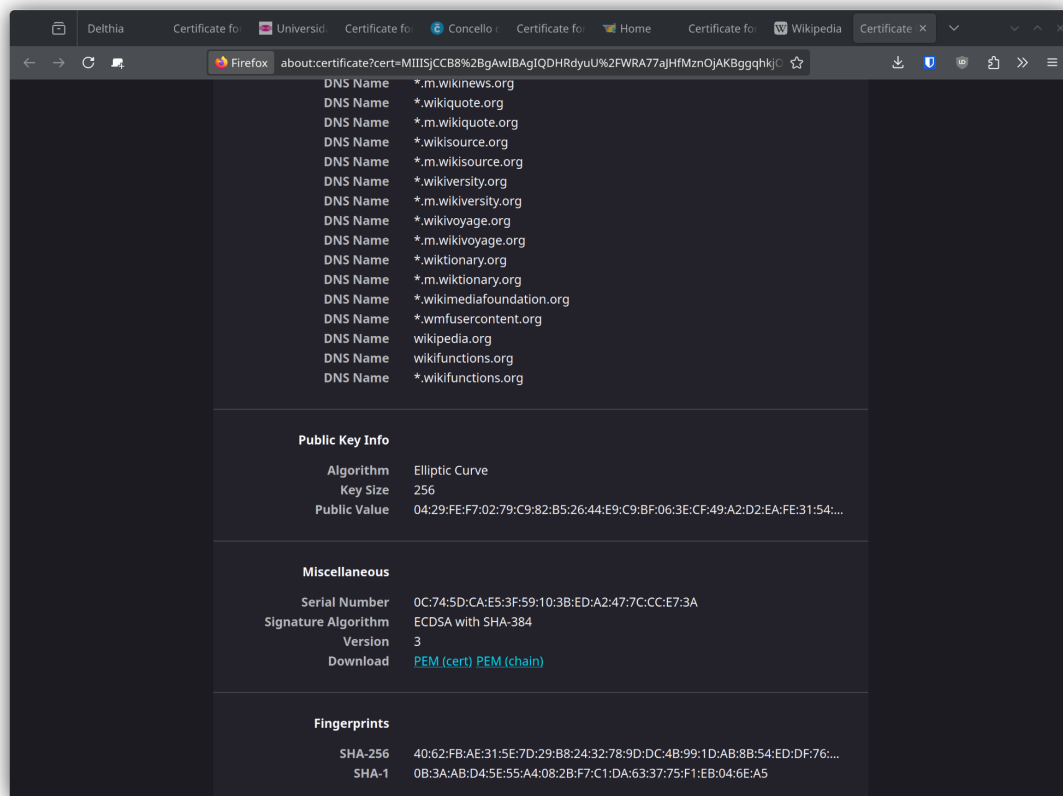 Delthia Certificate fo Universid Certificate fo Concello Certificate fo Home Certificate fo Wikipedia Certificate
Firefox about:certificate?cert=MIIISjCCB8%2BgAwIBAgIQDHRdyuU%2FWRA77aJHfMznOjAKBggqhkjO
DNS Name *.m.wikinews.org
DNS Name *.wikiquote.org
DNS Name *.m.wikiquote.org
DNS Name *.wikisource.org
DNS Name *.m.wikisource.org
DNS Name *.wikiversity.org
DNS Name *.m.wikiversity.org
DNS Name *.wikivoyage.org
DNS Name *.m.wikivoyage.org
DNS Name *.wiktionary.org
DNS Name *.m.wiktionary.org
DNS Name *.wikimediafoundation.org
DNS Name *.wmfusercontent.org
DNS Name wikipedia.org
DNS Name wikifunctions.org
DNS Name *.wikifunctions.org
Public Key Info
Algorithm Elliptic Curve
Key Size 256
Public Value 04:29:FE:F7:02:79:C9:82:B5:26:44:E9:C9:BF:06:3E:CF:49:A2:D2:EA:FE:31:54:...
Miscellaneous
Serial Number 0C:74:5D:CA:E5:3F:59:10:3B:ED:A2:47:7C:CC:E7:3A
Signature Algorithm ECDSA with SHA-384
Version 3
Download PEM (cert) PEM (chain)
Fingerprints
SHA-256 40:62:FB:AE:31:5E:7D:29:B8:24:32:78:9D:DC:4B:99:1D:AB:8B:54:ED:DF:76:...
SHA-1 0B:3A:AB:D4:5E:55:A4:08:2B:F7:C1:DA:63:37:75:F1:EB:04:6E:A5